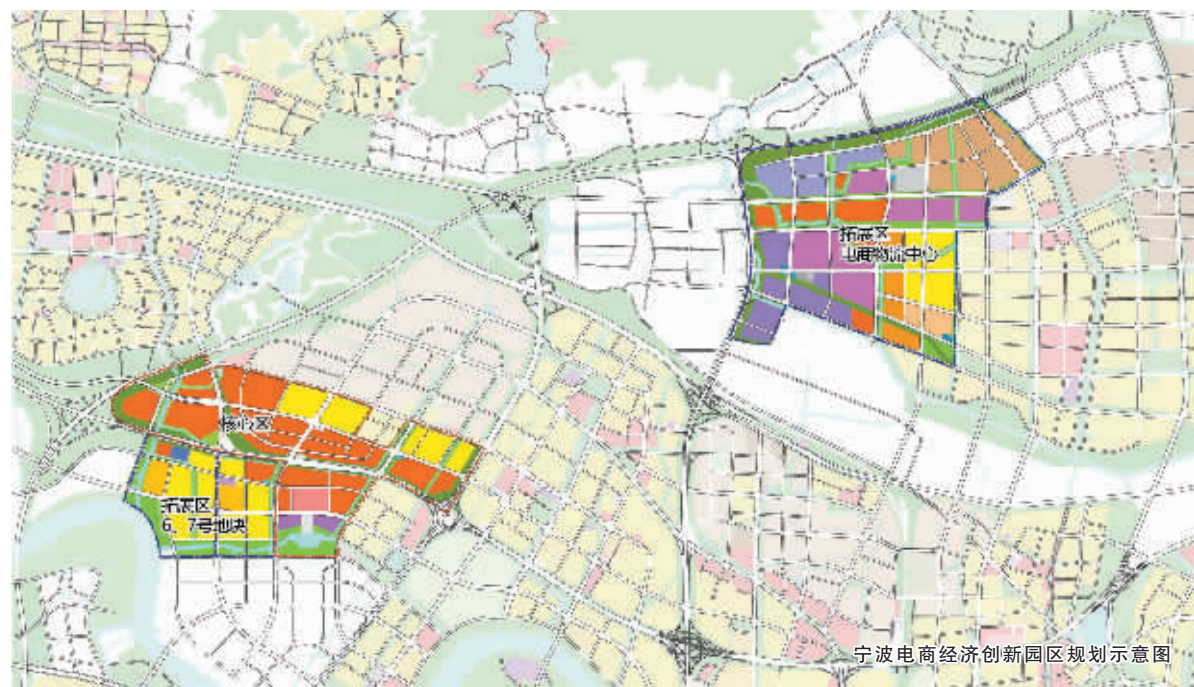 拓展区
电商物流中心
核心区
拓展区
6、7号地块
宁波电商经济创新园区规划示意图